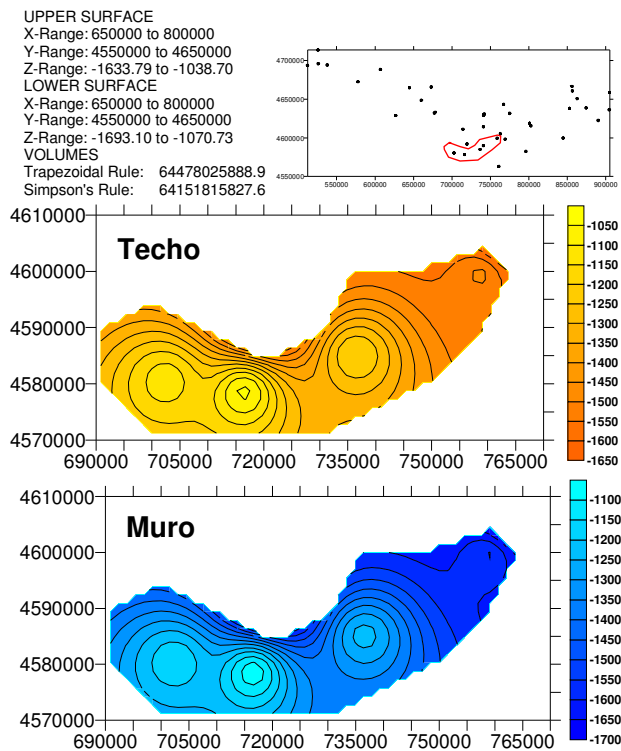 UPPER SURFACE
X-Range: 650000 to 800000
Y-Range: 4550000 to 4650000
Z-Range: -1633.79 to -1038.70
LOWER SURFACE
X-Range: 650000 to 800000
Y-Range: 4550000 to 4650000
Z-Range: -1693.10 to -1070.73
VOLUMES
Trapezoidal Rule: 64478025888.9
Simpson's Rule: 64151815827.6
4700000
4650000
4600000
4550000
550000 600000 650000 700000 750000 800000 850000 900000
4610000
4600000
4590000
4580000
4570000
Techo
690000 705000 720000 735000 750000 765000
-1050
-1100
-1150
-1200
-1250
-1300
-1350
-1400
-1450
-1500
-1550
-1600
-1650
4610000
4600000
4590000
4580000
4570000
Muro
690000 705000 720000 735000 750000 765000
-1100
-1150
-1200
-1250
-1300
-1350
-1400
-1450
-1500
-1550
-1600
-1650
-1700